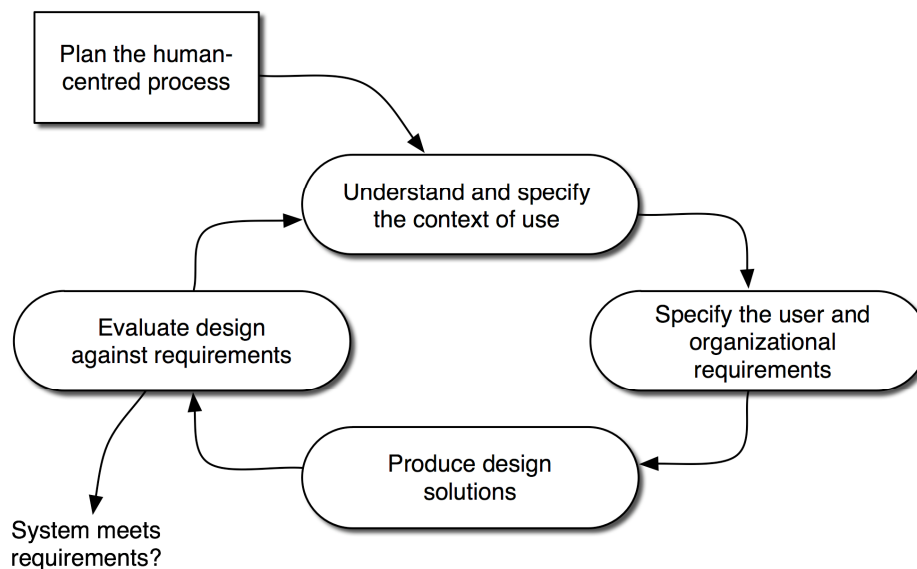 Plan the human-
centred process
Understand and specify
the context of use
Specify the user and
organizational
requirements
Produce design
solutions
Evaluate design
against requirements
System meets
requirements?